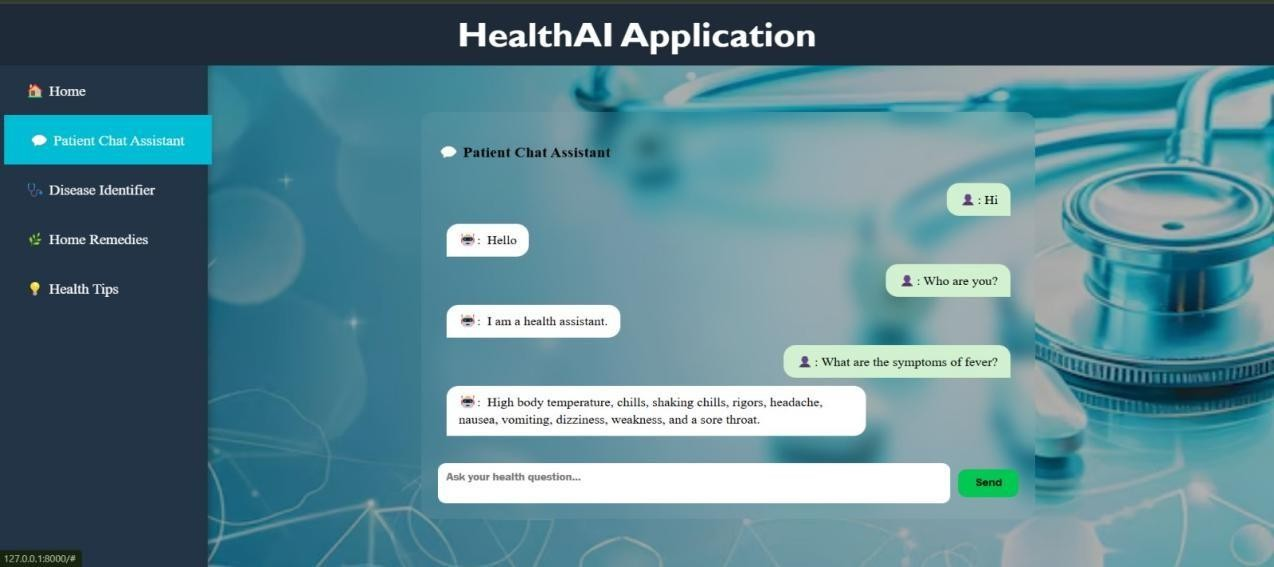 HealthAI Application
🏠 Home
💬 Patient Chat Assistant
🩺 Disease Identifier
🌿 Home Remedies
💡 Health Tips
💬 Patient Chat Assistant
👤 : Hi
🤖 : Hello
👤 : Who are you?
🤖 : I am a health assistant.
👤 : What are the symptoms of fever?
🤖 : High body temperature, chills, shaking chills, rigors, headache,
nausea, vomiting, dizziness, weakness, and a sore throat.
Ask your health question...
Send
127.0.0.1:8000/#